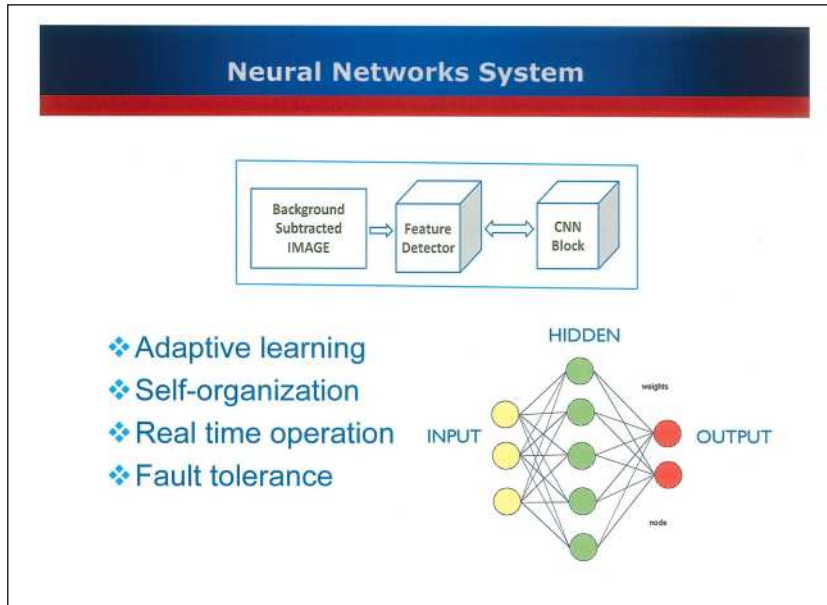 Neural Networks System
Background
Subtracted
IMAGE
Feature
Detector
CNN
Block
Adaptive learning
Self-organization
Real time operation
Fault tolerance
HIDDEN
weights
INPUT
OUTPUT
node